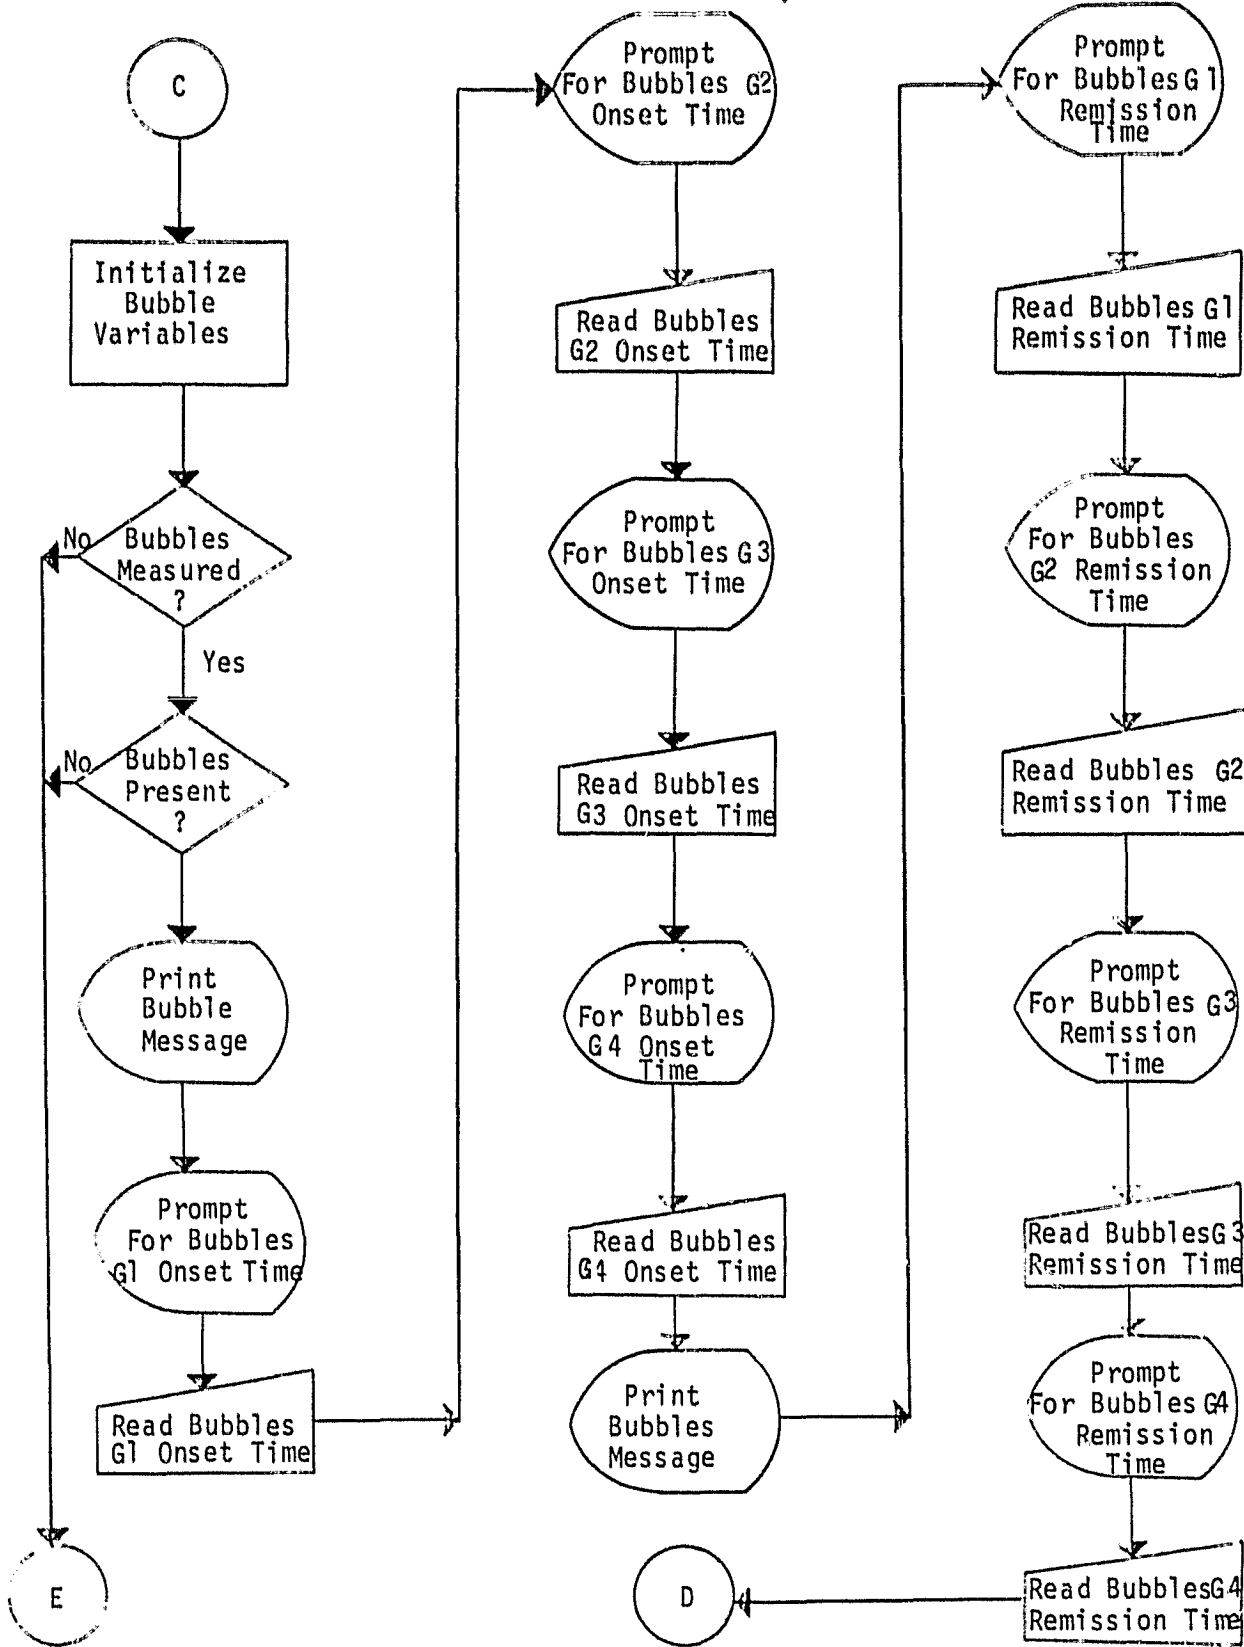 C
Initialize
Bubble
Variables
No
Bubbles
Measured
?
Yes
No
Bubbles
Present
?
Print
Bubble
Message
Prompt
For Bubbles
G1 Onset Time
Read Bubbles
G1 Onset Time
E
Prompt
For Bubbles G2
Onset Time
Read Bubbles
G2 Onset Time
Prompt
For Bubbles G3
Onset Time
Read Bubbles
G3 Onset Time
Prompt
For Bubbles
G4 Onset
Time
Read Bubbles
G4 Onset Time
Print
Bubbles
Message
D
Prompt
For Bubbles G1
Remission
Time
Read Bubbles G1
Remission Time
Prompt
For Bubbles
G2 Remission
Time
Read Bubbles G2
Remission Time
Prompt
For Bubbles G3
Remission
Time
Read Bubbles G3
Remission Time
Prompt
For Bubbles G4
Remission
Time
Read Bubbles G4
Remission Time